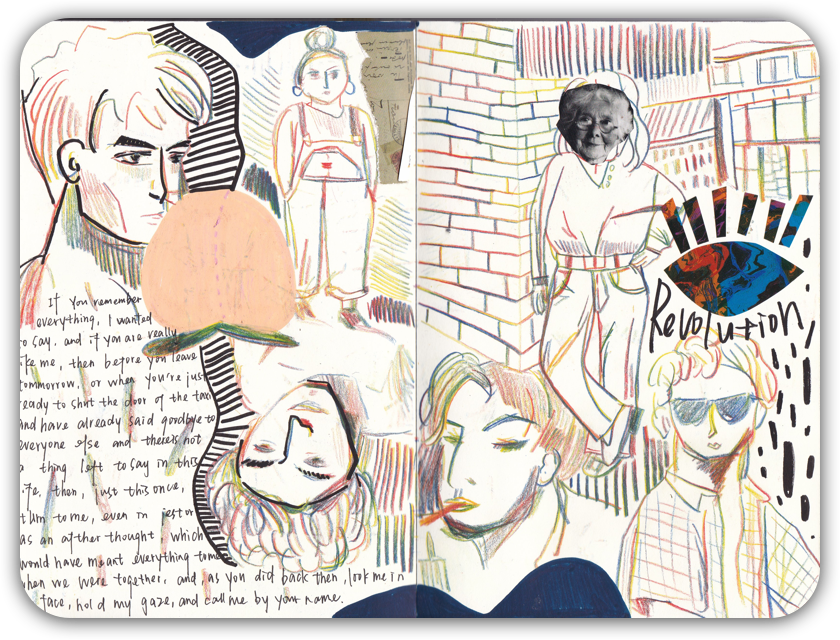 If you remember
everything, I wanted
to say, and if you are really
like me, then before you leave
tommorrow, or when you're just
ready to shut the door of the taxi
and have already said goodbye to
everyone else and there's not
a thing left to say in this
life, then, just this once,
turn to me, even in jest or
as an after thought, which
would have meant everything to me
when we were together, and, as you did back then, look me in
face, hold my gaze, and call me by your name.
Revolution